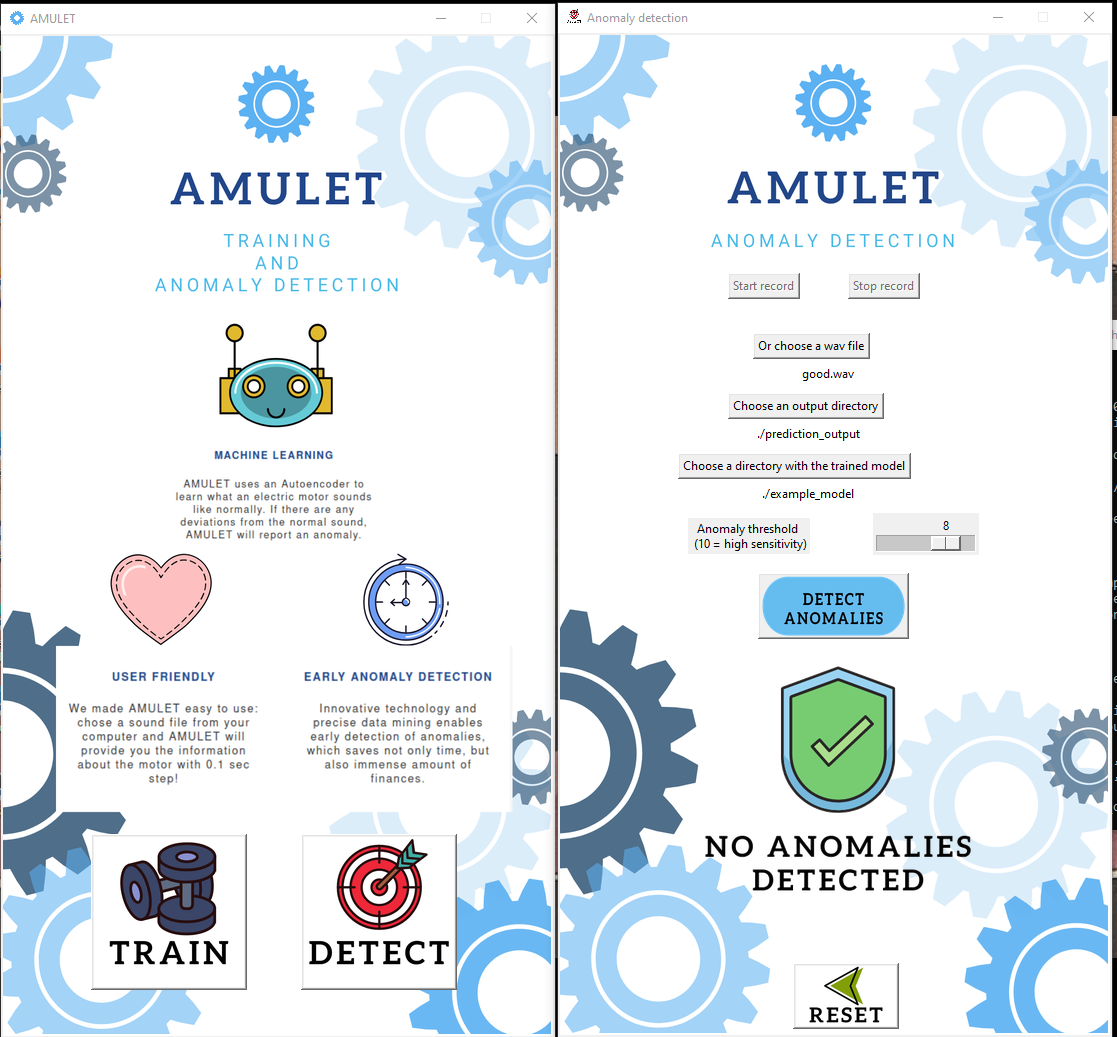 AMULET
AMULET
TRAINING
AND
ANOMALY DETECTION
MACHINE LEARNING
AMULET uses an Autoencoder to
learn what an electric motor sounds
like normally. If there are any
deviations from the normal sound,
AMULET will report an anomaly.
USER FRIENDLY
We made AMULET easy to use:
chose a sound file from your
computer and AMULET will
provide you the information
about the motor with 0.1 sec
step!
EARLY ANOMALY DETECTION
Innovative technology and
precise data mining enables
early detection of anomalies,
which saves not only time, but
also immense amount of
finances.
TRAIN
DETECT
Anomaly detection
AMULET
ANOMALY DETECTION
Start record
Stop record
Or choose a wav file
good.wav
Choose an output directory
./prediction_output
Choose a directory with the trained model
./example_model
Anomaly threshold
(10 = high sensitivity)
8
DETECT
ANOMALIES
NO ANOMALIES
DETECTED
RESET